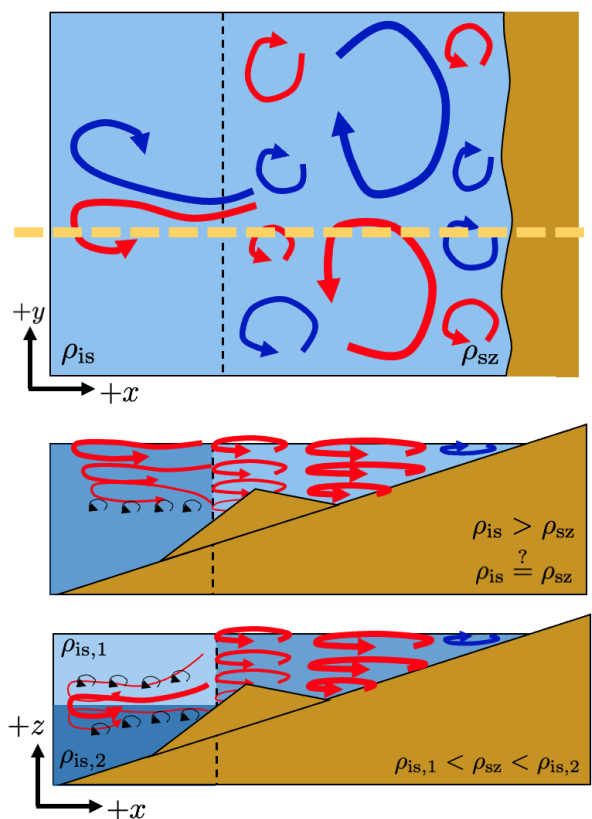 +y
ρis
ρsz
+x
ρis > ρsz
ρis ?= ρsz
ρis,1
+z
ρis,2
ρis,1 < ρsz < ρis,2
+x